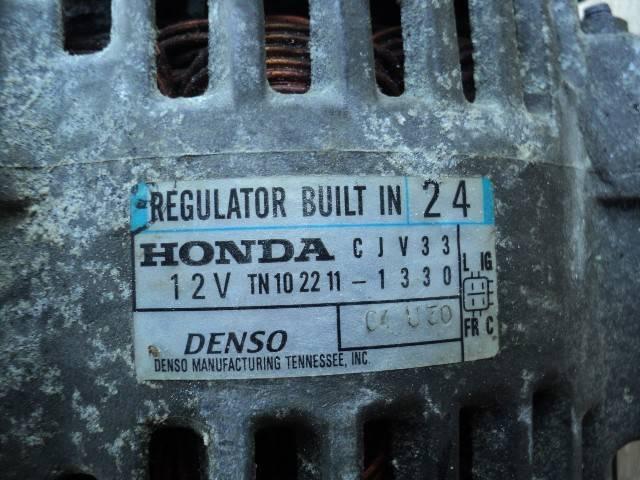 REGULATOR BUILT IN 24
HONDA CJV33
12V TN102211-1330
L IG
FR C
DENSO
DENSO MANUFACTURING TENNESSEE, INC.